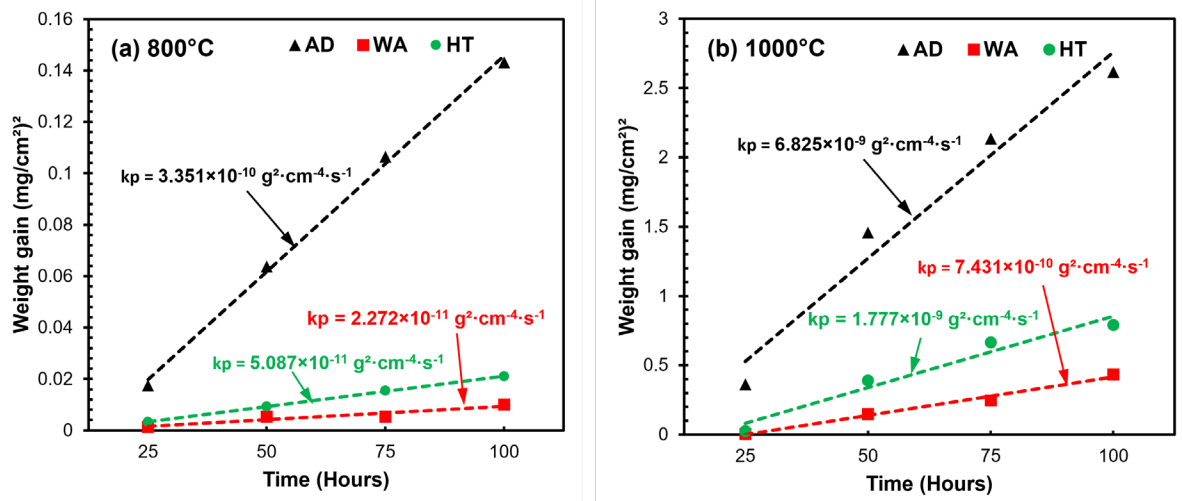 (a) 800°C
AD
WA
HT
Weight gain (mg/cm²)²
0.16
0.14
0.12
0.1
0.08
0.06
0.04
0.02
0
kp = 3.351×10⁻¹⁰ g²·cm⁻⁴·s⁻¹
kp = 2.272×10⁻¹¹ g²·cm⁻⁴·s⁻¹
kp = 5.087×10⁻¹¹ g²·cm⁻⁴·s⁻¹
25 50 75 100
Time (Hours)
(b) 1000°C
AD
WA
HT
Weight gain (mg/cm²)²
3
2.5
2
1.5
1
0.5
0
kp = 6.825×10⁻⁹ g²·cm⁻⁴·s⁻¹
kp = 7.431×10⁻¹⁰ g²·cm⁻⁴·s⁻¹
kp = 1.777×10⁻⁹ g²·cm⁻⁴·s⁻¹
25 50 75 100
Time (Hours)